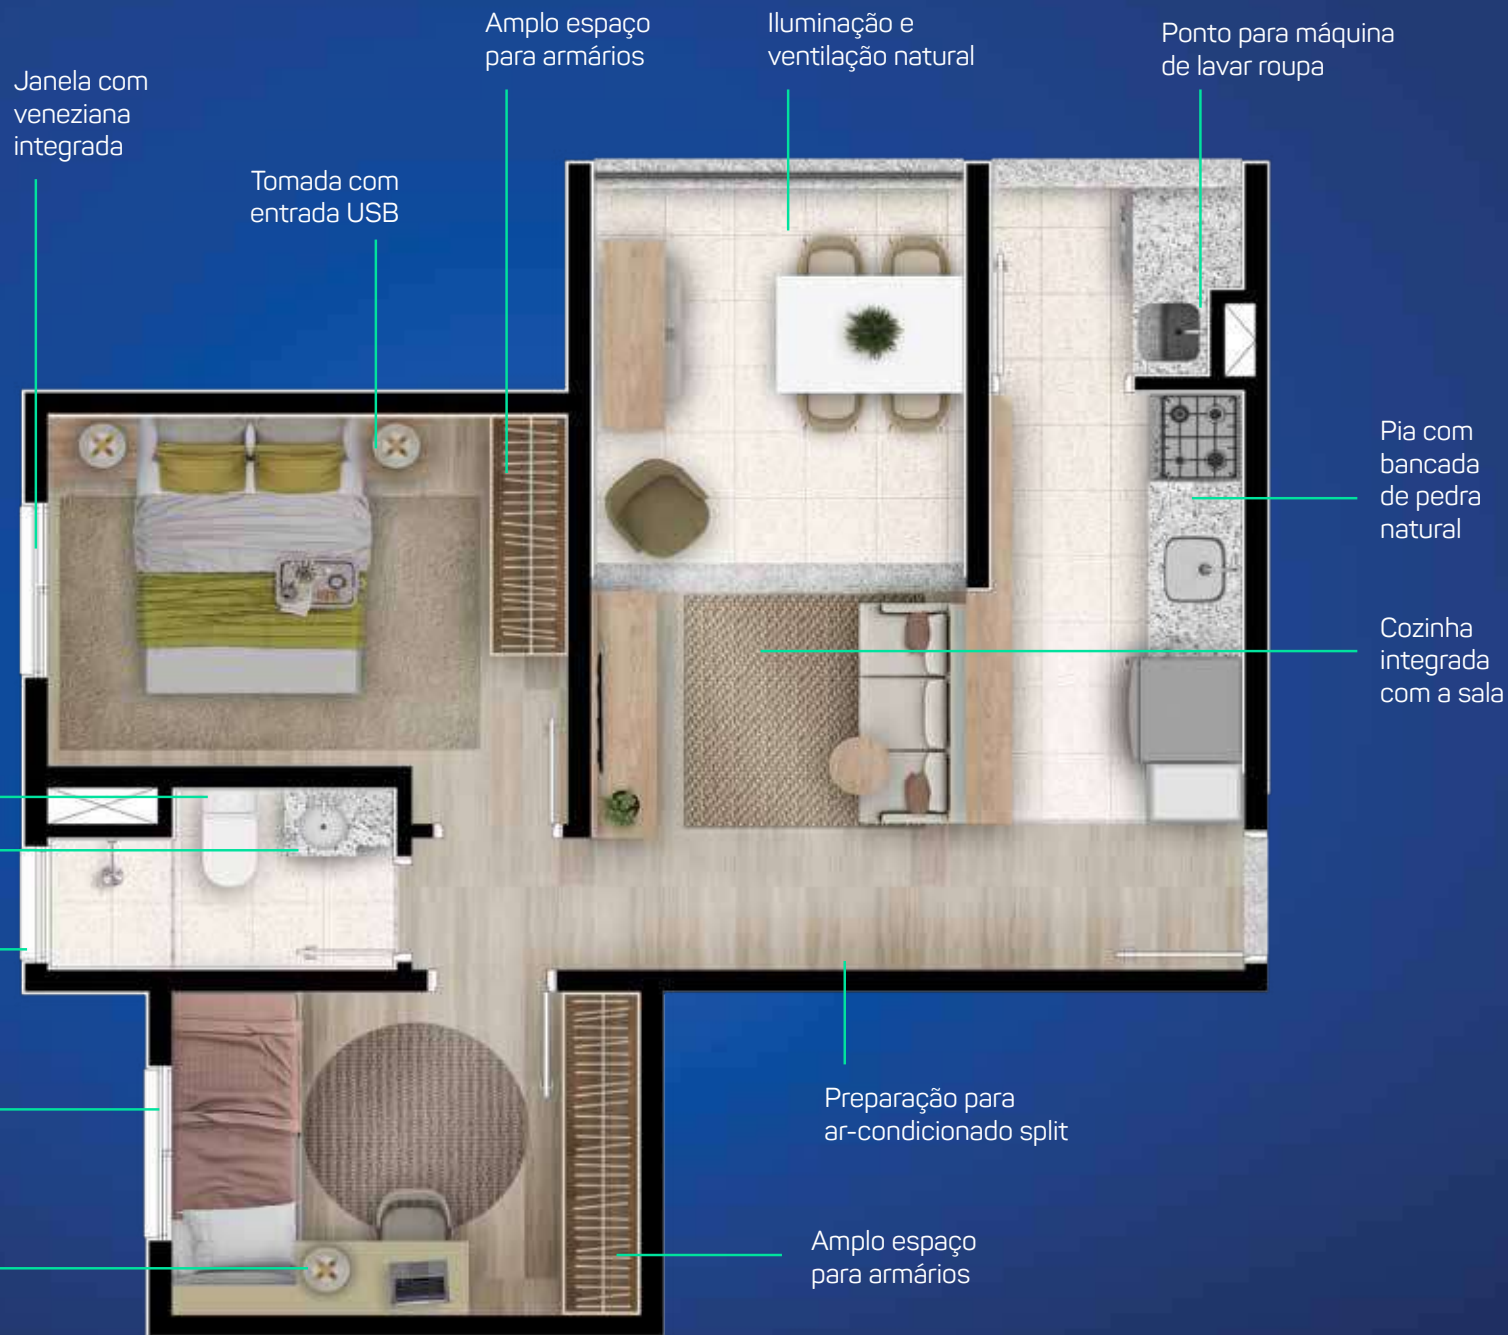 Amplo espaço
para armários
Iluminação e
ventilação natural
Ponto para máquina
de lavar roupa
Janela com
veneziana
integrada
Tomada com
entrada USB
Pia com
bancada
de pedra
natural
Cozinha
integrada
com a sala
Preparação para
ar-condicionado split
Amplo espaço
para armários